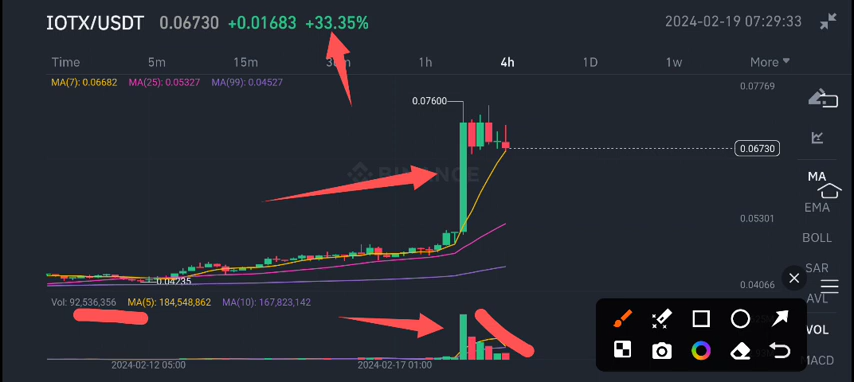 IOTX/USDT 0.06730 +0.01683 +33.35% 2024-02-19 07:29:33
Time 5m 15m 1h 4h 1D 1w More
MA(7): 0.06682 MA(25): 0.05327 MA(99): 0.04527
0.07769
0.07600
0.06730
BINANCE
MA
EMA
0.05301
BOLL
SAR
0.04235
0.04066
AVL
Vol: 92,536,356 MA(5): 184,548,862 MA(10): 167,823,142
VOL
MACD
2024-02-12 05:00 2024-02-17 01:00